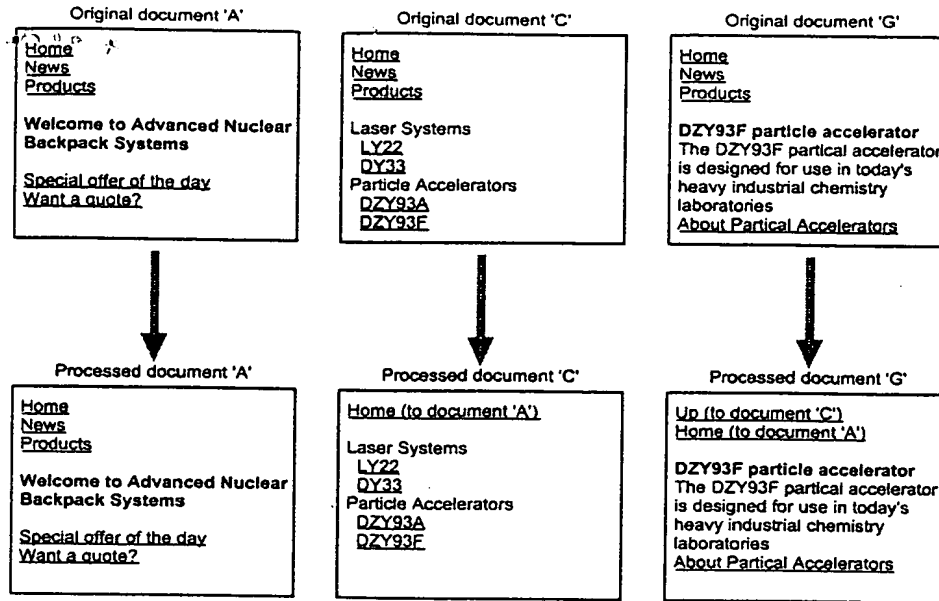 Original document 'A'
Home
News
Products
Welcome to Advanced Nuclear
Backpack Systems
Special offer of the day
Want a quote?
Original document 'C'
Home
News
Products
Laser Systems
LY22
DY33
Particle Accelerators
DZY93A
DZY93F
Original document 'G'
Home
News
Products
DZY93F particle accelerator
The DZY93F partical accelerator
is designed for use in today's
heavy industrial chemistry
laboratories
About Partical Accelerators
Processed document 'A'
Home
News
Products
Welcome to Advanced Nuclear
Backpack Systems
Special offer of the day
Want a quote?
Processed document 'C'
Home (to document 'A')
Laser Systems
LY22
DY33
Particle Accelerators
DZY93A
DZY93F
Processed document 'G'
Up (to document 'C')
Home (to document 'A')
DZY93F particle accelerator
The DZY93F partical accelerator
is designed for use in today's
heavy industrial chemistry
laboratories
About Partical Accelerators